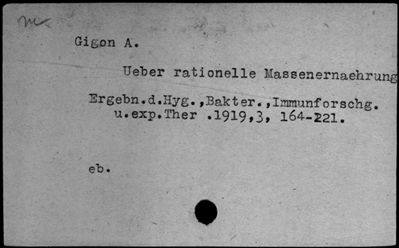 m
Gigon A.
Ueber rationelle Massenernaehrung
Ergebn.d.Hyg.,Bakter.,Immunforschg.
u.exp.Ther .1919,3, 164-221.
eb.